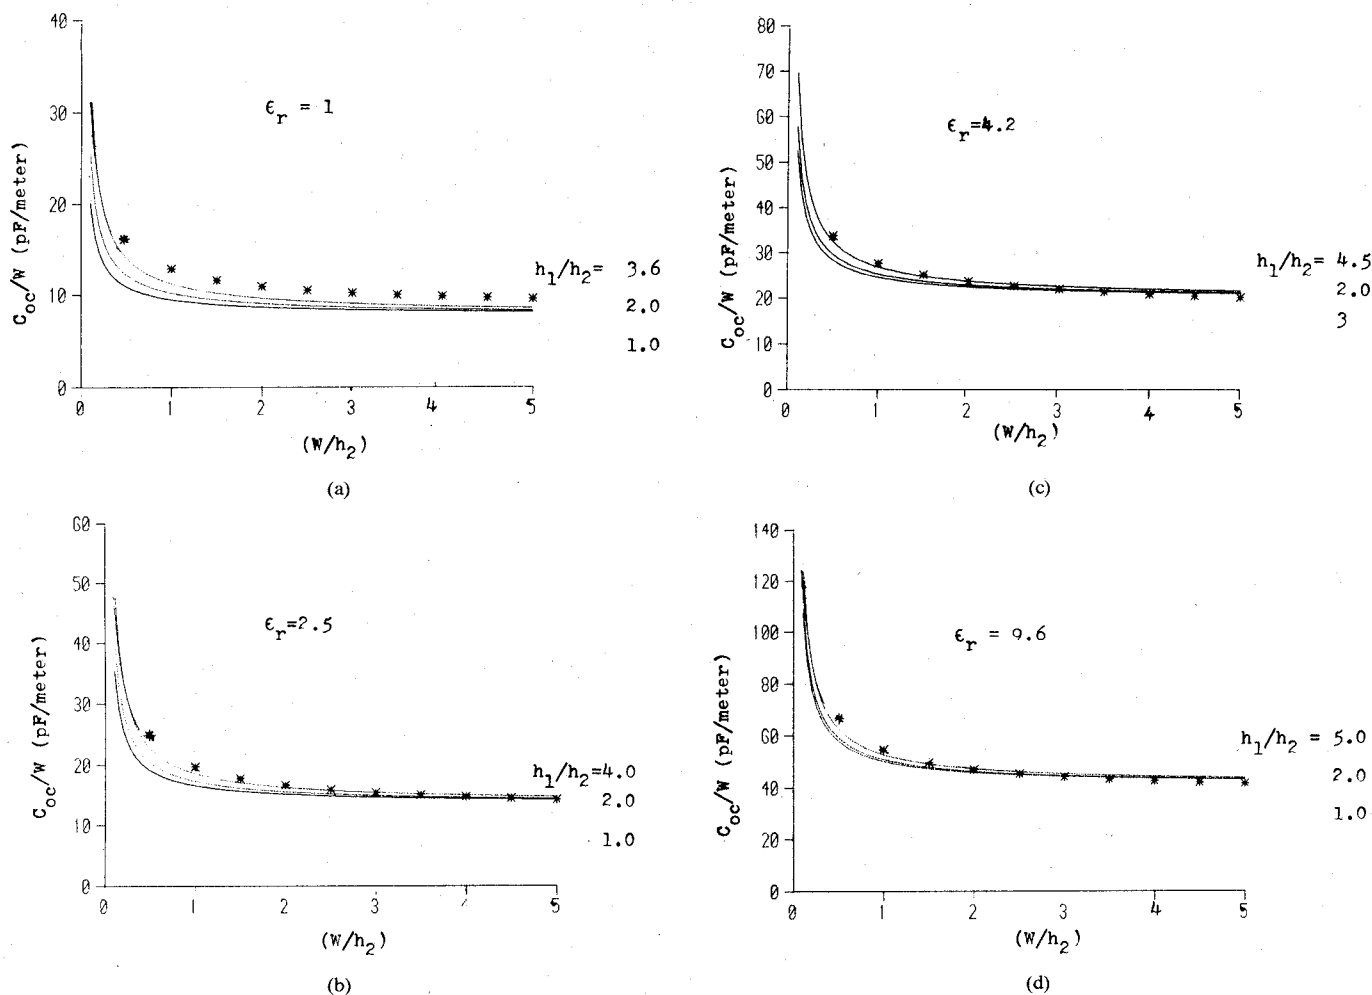 40
30
20
10
0
C_oc/W (pF/meter)
ϵ_r = 1
h_1/h_2 = 3.6
2.0
1.0
0 1 2 3 4 5
(W/h_2)
(a)
60
50
40
30
20
10
0
C_oc/W (pF/meter)
ϵ_r=2.5
h_1/h_2=4.0
2.0
1.0
0 1 2 3 4 5
(W/h_2)
(b)
80
70
60
50
40
30
20
10
0
C_oc/W (pF/meter)
ϵ_r=4.2
h_1/h_2= 4.5
2.0
3
0 1 2 3 4 5
(W/h_2)
(c)
140
120
100
80
60
40
20
0
C_oc/W (pF/meter)
ϵ_r = 9.6
h_1/h_2 = 5.0
2.0
1.0
0 1 2 3 4 5
(W/h_2)
(d)